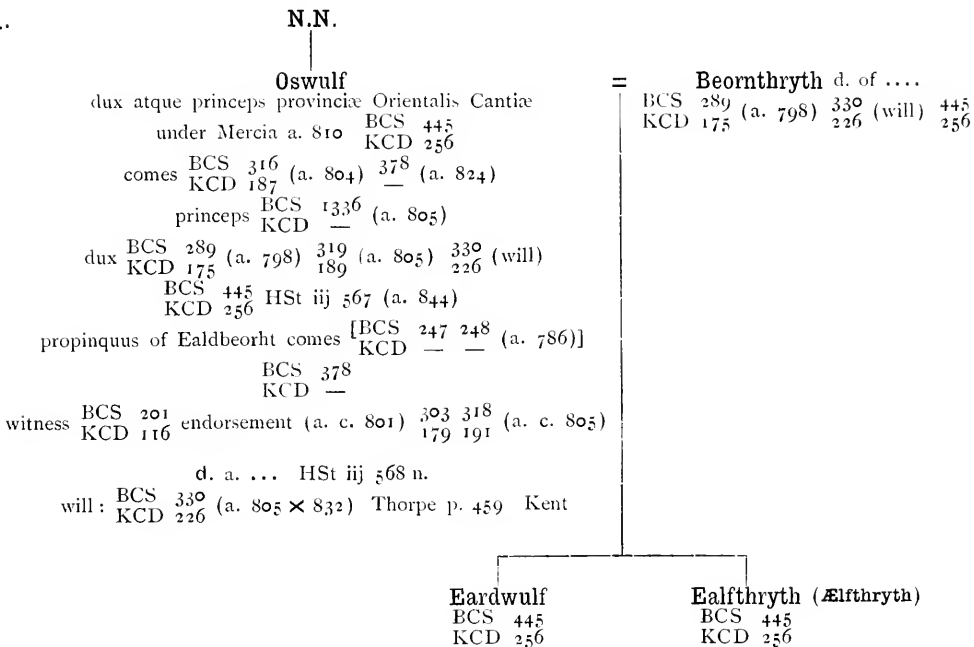 ..
N.N.
Oswulf = Beornthryth d. of ....
dux atque princeps provinciæ Orientalis Cantiæ
under Mercia a. 810 BCS 445
KCD 256
BCS 289 (a. 798) 330 (will) 445
KCD 175 226 256
comes BCS 316 (a. 804) 378 (a. 824)
KCD 187 —
princeps BCS 1336 (a. 805)
KCD —
dux BCS 289 (a. 798) 319 (a. 805) 330 (will)
KCD 175 189 226
BCS 445 HSt iij 567 (a. 844)
KCD 256
propinquus of Ealdbeorht comes [BCS 247 248 (a. 786)]
KCD — —
BCS 378
KCD —
witness BCS 201 endorsement (a. c. 801) 303 318 (a. c. 805)
KCD 116 179 191
d. a. ... HSt iij 568 n.
will : BCS 330 (a. 805 × 832) Thorpe p. 459 Kent
KCD 226
Eardwulf Ealfthryth (Ælfthryth)
BCS 445 BCS 445
KCD 256 KCD 256